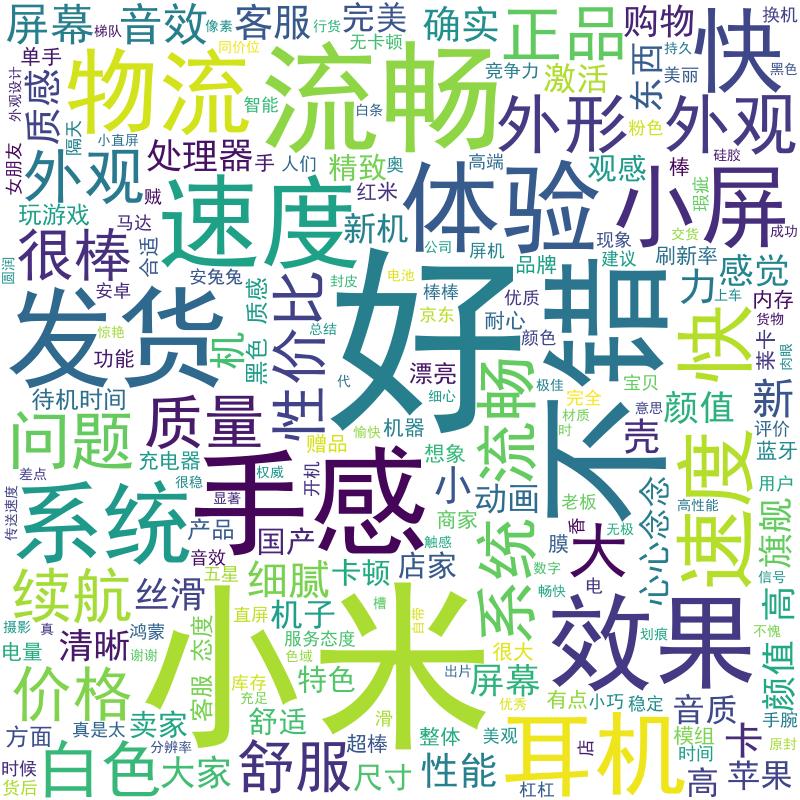 屏幕
梯队
音效
像素
客服
行货
完美
确实
正品
购物
快
换机
外观设计
单手
质感
同价位
无卡顿
竞争力
激活
东西
持久
美丽
黑色
物流
流畅
智能
白条
外形
粉色
外观
女朋友
隔天
小直屏
处理器
手
人们
精致
奥
高端
观感
棒
硅胶
瑕疵
外观
玩游戏
贼
速度
红米
体验
小屏
很棒
马达
合适
新机
现象
成功
圆润
安卓
安兔兔
屏机
公司
品牌
建议
刷新率
交货
感觉
发货
惊艳
功能
机
黑色
质感
性价比
封皮
电池
好
棒棒
京东
优质
耐心
颜色
不错
力
上车
内存
货物
快
莱卡
肉眼
总结
代
漂亮
细心
流畅
极佳
宝贝
待机时间
质量
愉快
机器
完全
材质
时
意思
壳
颜值
新
评价
蓝牙
问题
充电器
赠品
想象
差点
很稳
权威
开机
手感
小
动画
老板
高性能
速度
用户
传送速度
系统
显著
产品
国产
商家
系统
香
无极
膜
大
心心念念
旗舰
音效
五星
触感
店家
数字
信号
续航
丝滑
细腻
卡顿
畅快
电
效果
划痕
高
摄影
真
鸿蒙
客服
态度
直屏
机子
槽
自带
小米
不愧
电量
清晰
谢谢
服务态度
色域
很大
颜值
价格
库存
特色
出片
屏幕
有点
小巧
稳定
手腕
充足
优秀
音质
方面
真是太
卖家
舒适
滑
耳机
模组
卡
原封
分辨率
超棒
整体
美观
店
时间
时候
货后
白色
大家
舒服
尺寸
性能
杠杠
高
苹果